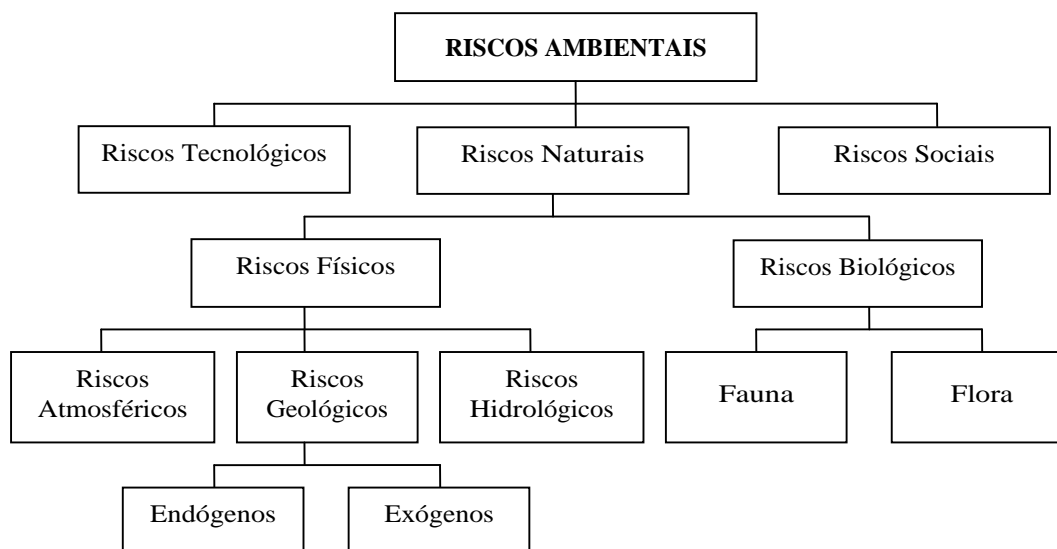 RISCOS AMBIENTAIS
Riscos Tecnológicos
Riscos Naturais
Riscos Sociais
Riscos Físicos
Riscos Biológicos
Riscos
Atmosféricos
Riscos
Geológicos
Riscos
Hidrológicos
Fauna
Flora
Endógenos
Exógenos